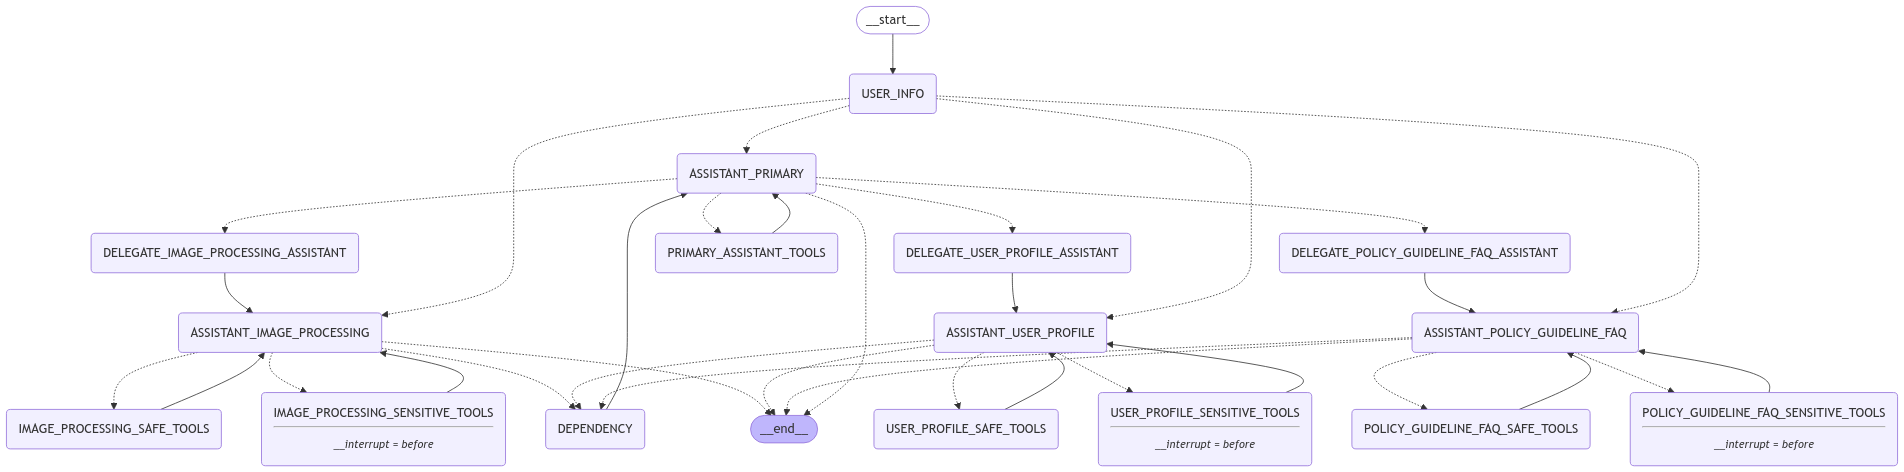 __start__
USER_INFO
ASSISTANT_PRIMARY
DELEGATE_IMAGE_PROCESSING_ASSISTANT
PRIMARY_ASSISTANT_TOOLS
DELEGATE_USER_PROFILE_ASSISTANT
DELEGATE_POLICY_GUIDELINE_FAQ_ASSISTANT
ASSISTANT_IMAGE_PROCESSING
ASSISTANT_USER_PROFILE
ASSISTANT_POLICY_GUIDELINE_FAQ
IMAGE_PROCESSING_SAFE_TOOLS
IMAGE_PROCESSING_SENSITIVE_TOOLS
__interrupt = before
DEPENDENCY
__end__
USER_PROFILE_SAFE_TOOLS
USER_PROFILE_SENSITIVE_TOOLS
__interrupt = before
POLICY_GUIDELINE_FAQ_SAFE_TOOLS
POLICY_GUIDELINE_FAQ_SENSITIVE_TOOLS
__interrupt = before